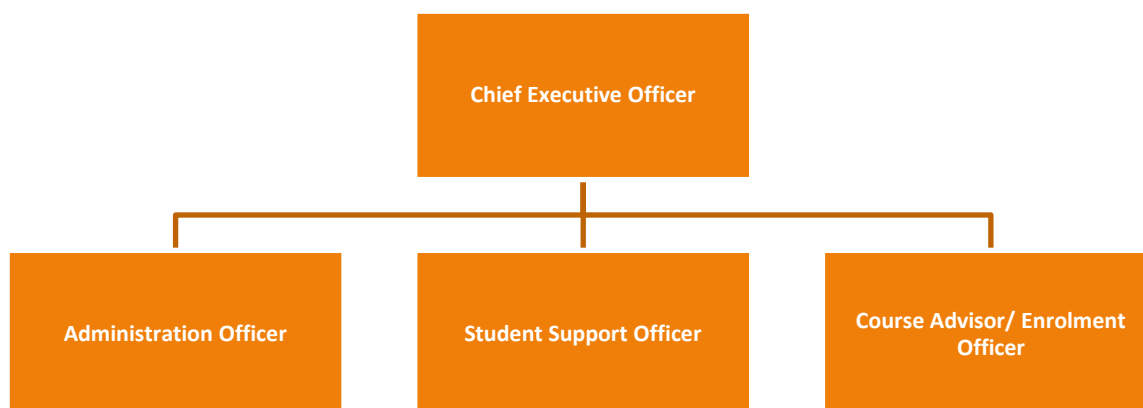 Chief Executive Officer
Administration Officer
Student Support Officer
Course Advisor/ Enrolment
Officer